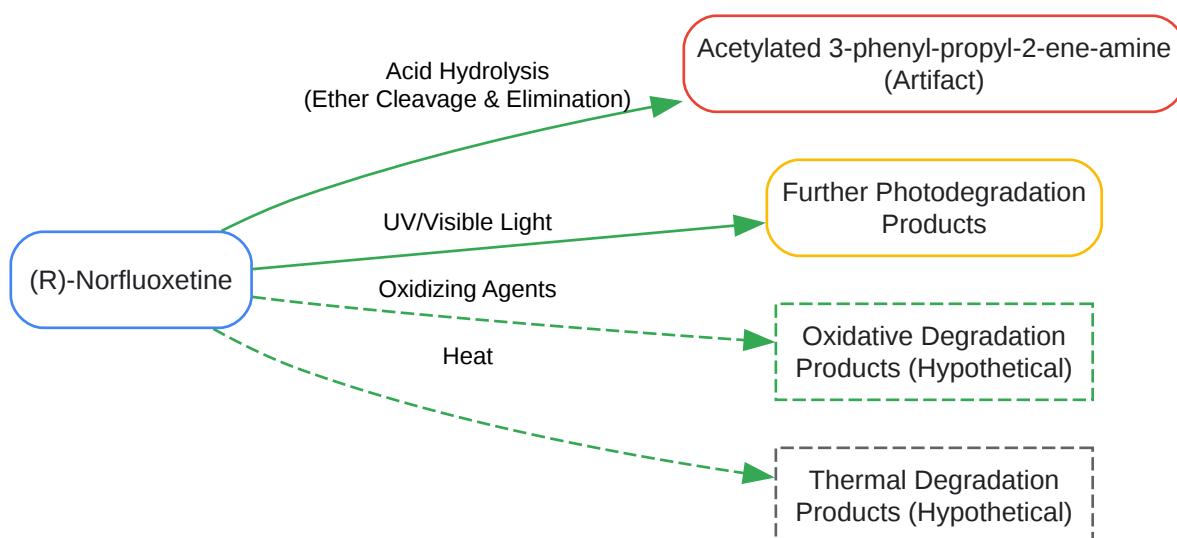 Acetylated 3-phenyl-propyl-2-ene-amine
(Artifact)
Acid Hydrolysis
(Ether Cleavage & Elimination)
Further Photodegradation
Products
UV/Visible Light
(R)-Norfluoxetine
Oxidizing Agents
Oxidative Degradation
Products (Hypothetical)
Heat
Thermal Degradation
Products (Hypothetical)